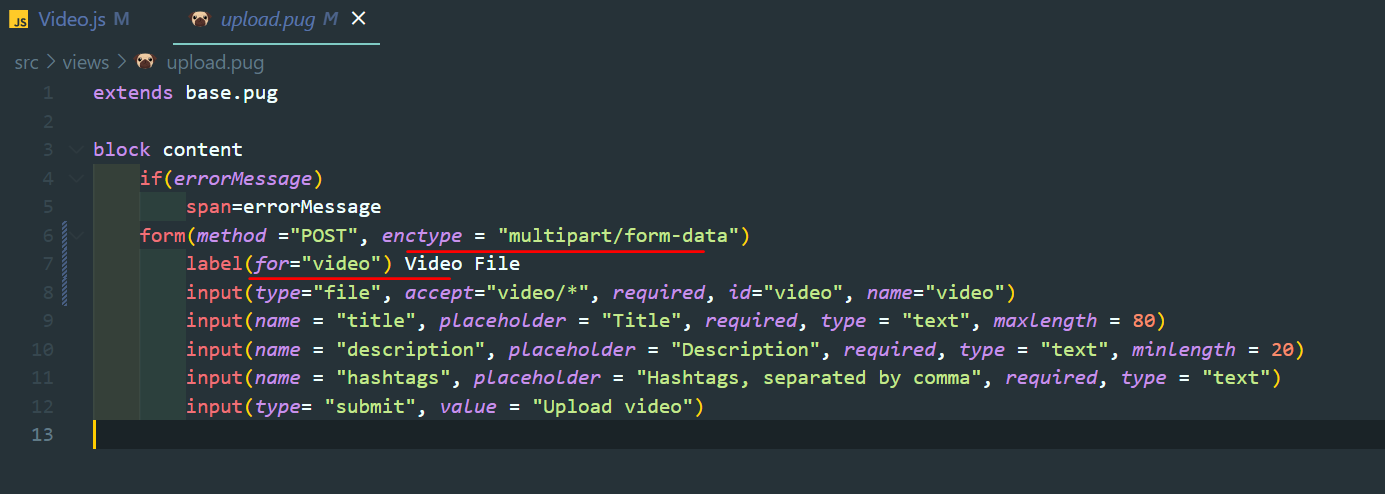 JS Video.js M upload.pug M ×
src > views > upload.pug
1 extends base.pug
2
3 block content
4 if(errorMessage)
5 span=errorMessage
6 form(method ="POST", enctype = "multipart/form-data")
7 label(for="video") Video File
8 input(type="file", accept="video/*", required, id="video", name="video")
9 input(name = "title", placeholder = "Title", required, type = "text", maxlength = 80)
10 input(name = "description", placeholder = "Description", required, type = "text", minlength = 20)
11 input(name = "hashtags", placeholder = "Hashtags, separated by comma", required, type = "text")
12 input(type= "submit", value = "Upload video")
13